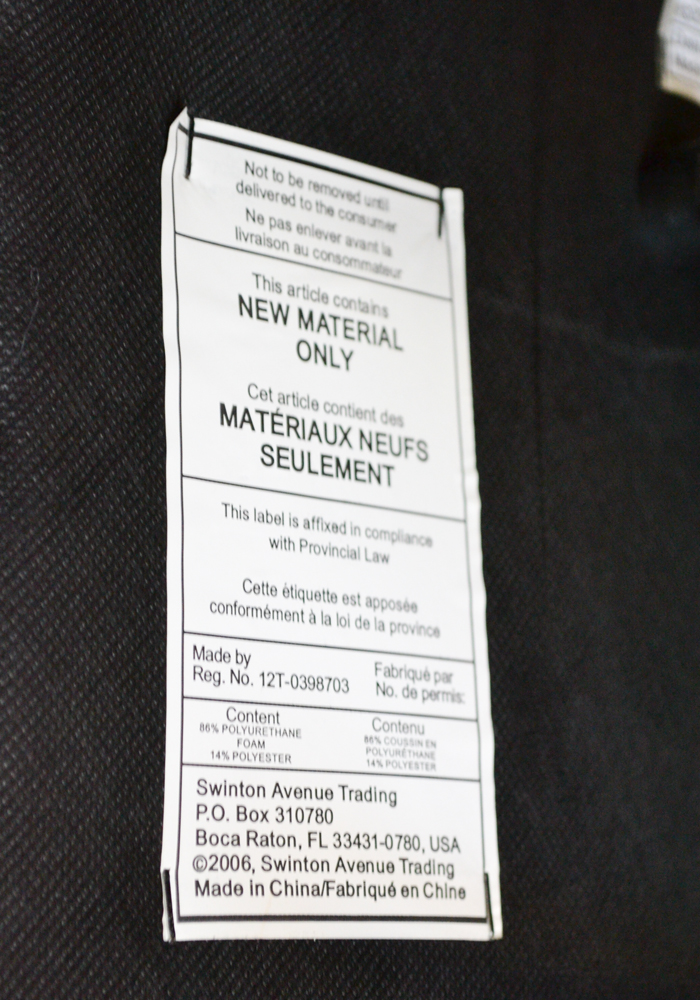 Not to be removed until
delivered to the consumer
Ne pas enlever avant la
livraison au consommateur
This article contains
NEW MATERIAL
ONLY
Cet article contient des
MATÉRIAUX NEUFS
SEULEMENT
This label is affixed in compliance
with Provincial Law
Cette étiquette est apposée
conformément à la loi de la province
Made by
Reg. No. 12T-0398703
Fabriqué par
No. de permis:
Content
86% POLYURETHANE
FOAM
14% POLYESTER
Contenu
86% COUSSIN EN
POLYURÉTHANE
14% POLYESTER
Swinton Avenue Trading
P.O. Box 310780
Boca Raton, FL 33431-0780, USA
©2006, Swinton Avenue Trading
Made in China/Fabriqué en Chine